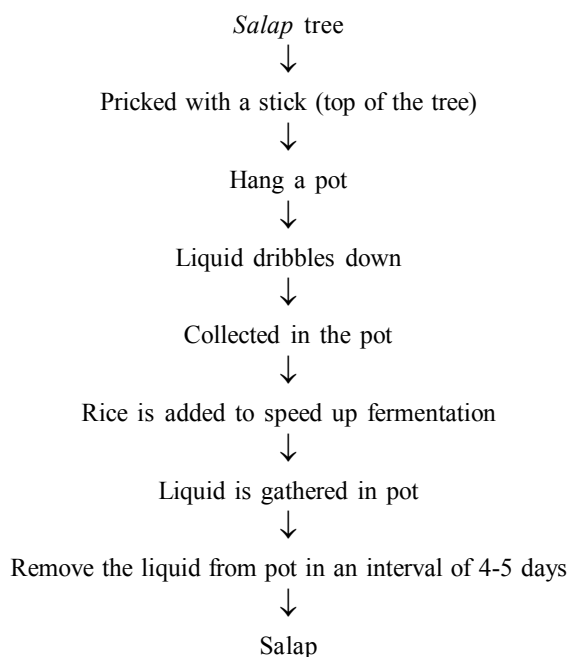 Salap tree
↓
Pricked with a stick (top of the tree)
↓
Hang a pot
↓
Liquid dribbles down
↓
Collected in the pot
↓
Rice is added to speed up fermentation
↓
Liquid is gathered in pot
↓
Remove the liquid from pot in an interval of 4-5 days
↓
Salap